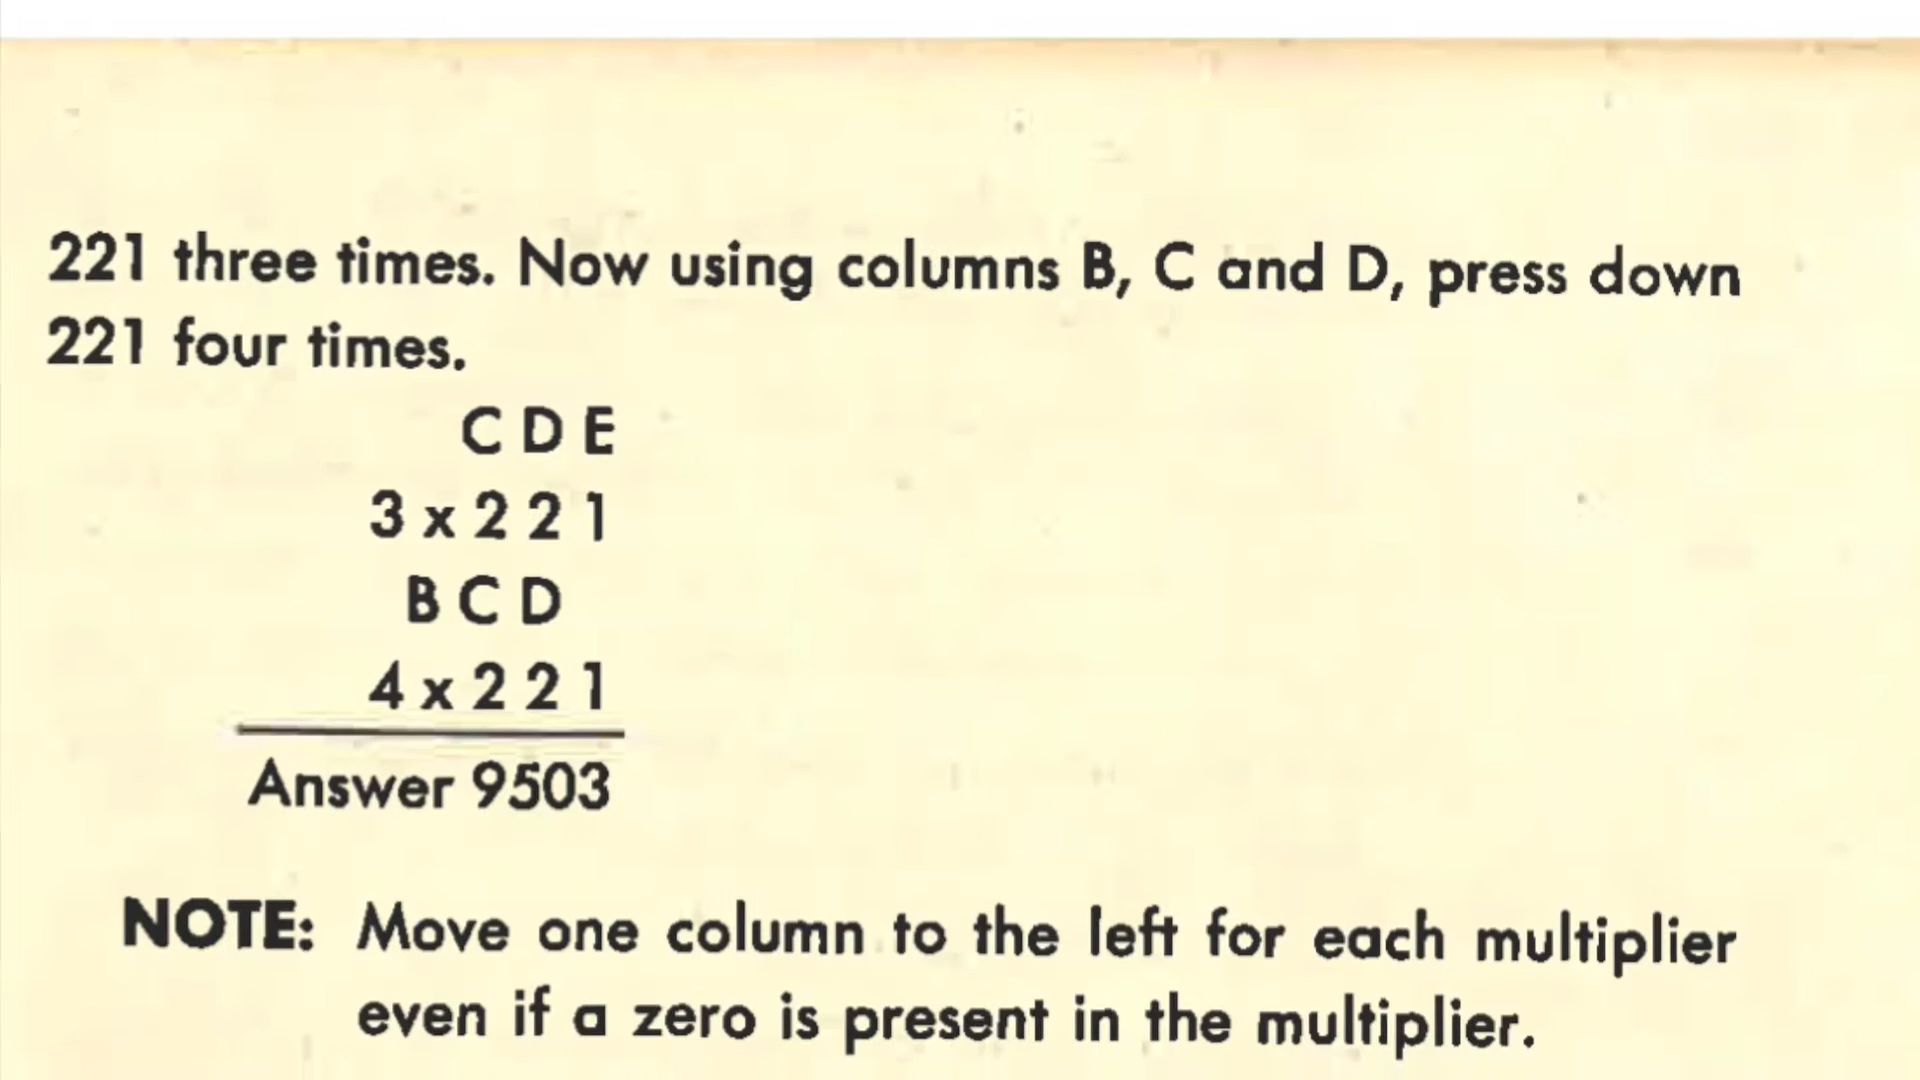 221 three times. Now using columns B, C and D, press down
221 four times.
C D E
3 x 2 2 1
B C D
4 x 2 2 1
Answer 9503
NOTE: Move one column to the left for each multiplier
even if a zero is present in the multiplier.